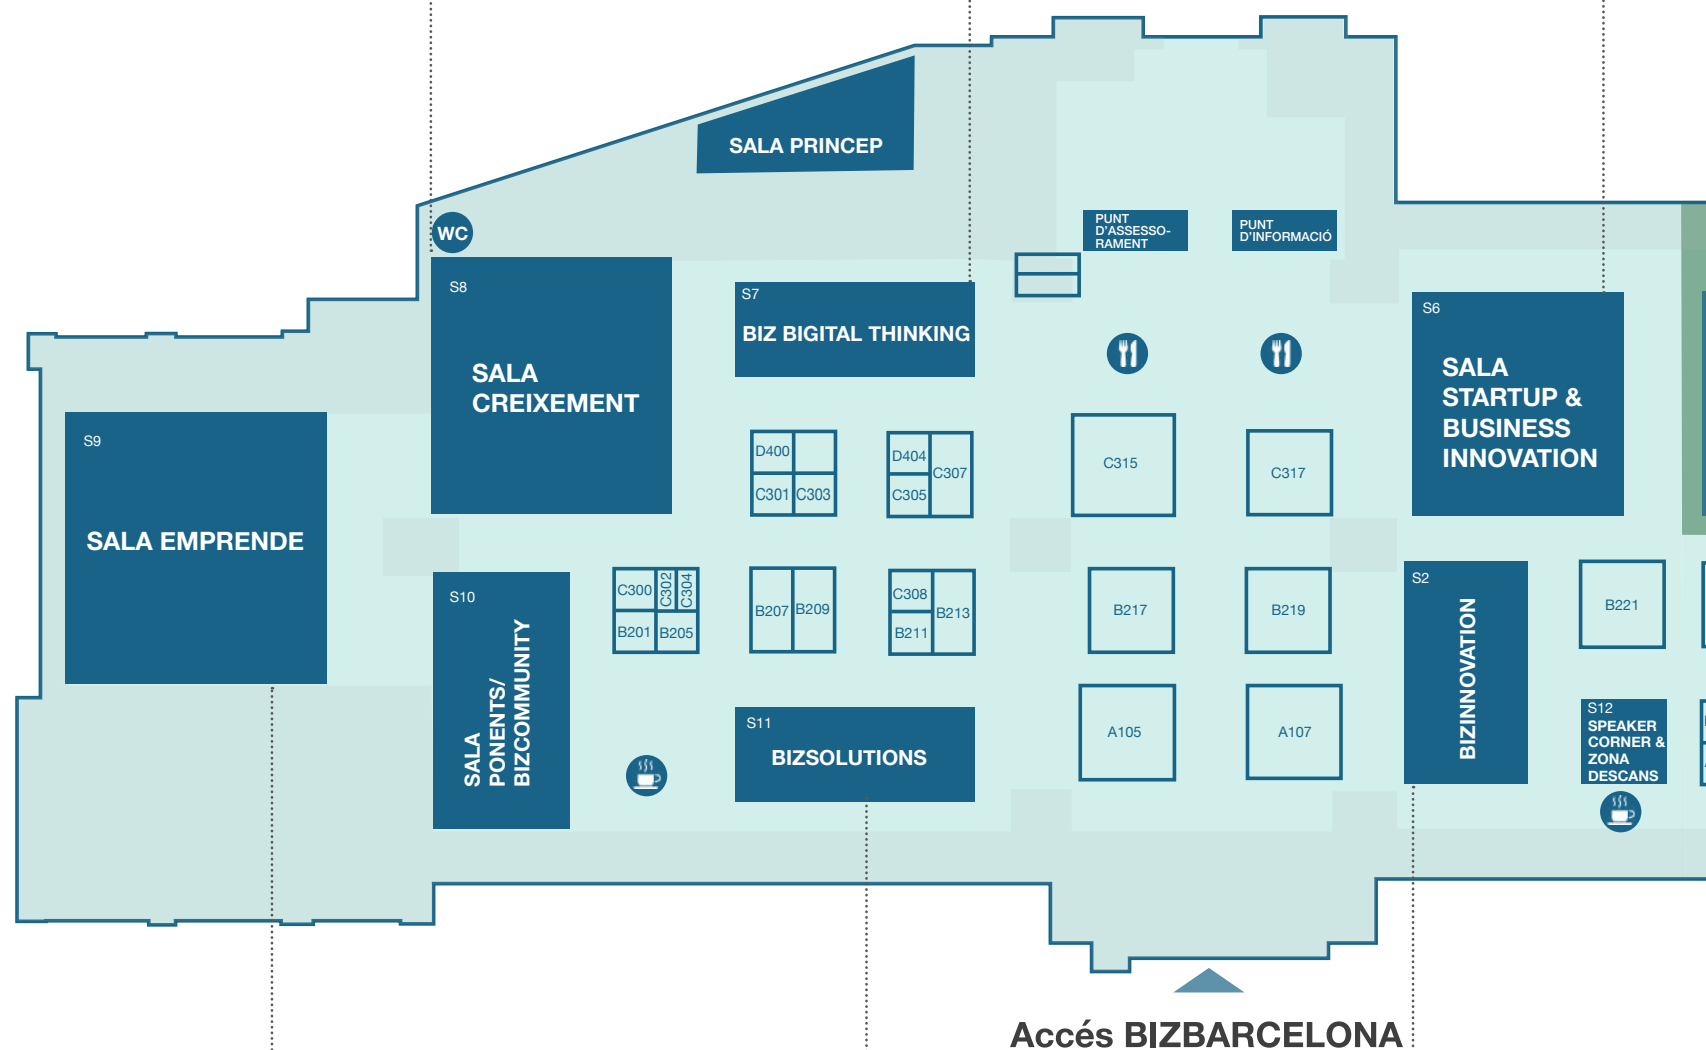 SALA PRINCEP
WC
PUNT
D'ASSESSO-
RAMENT
PUNT
D'INFORMACIÓ
S8
SALA
CREIXEMENT
S7
BIZ BIGITAL THINKING
S6
SALA
STARTUP &
BUSINESS
INNOVATION
S9
SALA EMPRENDE
D400
C301
C303
D404
C305
C307
C315
C317
S10
SALA
PONENTS/
BIZCOMMUNITY
C300
C302
C304
B201
B205
B207
B209
C308
B211
B213
B217
B219
S2
BIZINNOVATION
B221
S11
BIZSOLUTIONS
A105
A107
S12
SPEAKER
CORNER &
ZONA
DESCANS
Accés BIZBARCELONA